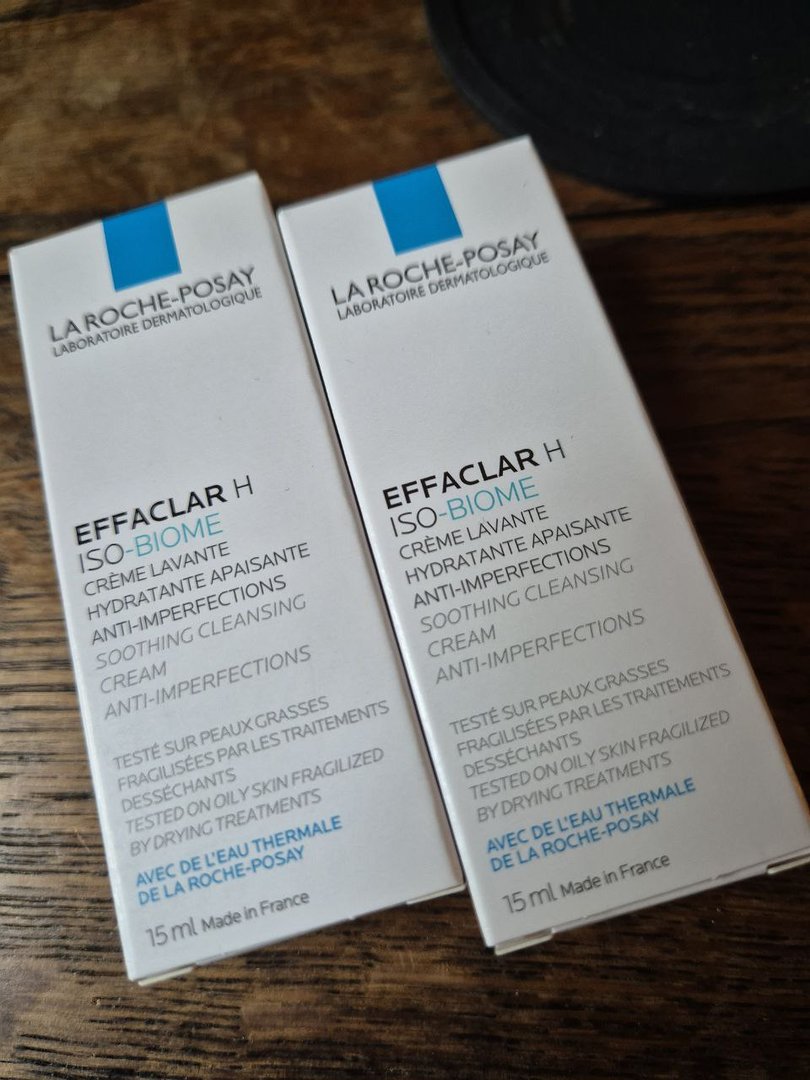 LA ROCHE-POSAY
LABORATOIRE DERMATOLOGIQUE
EFFACLAR H
ISO-BIOME
CRÈME LAVANTE
HYDRATANTE APAISANTE
ANTI-IMPERFECTIONS
SOOTHING CLEANSING
CREAM
ANTI-IMPERFECTIONS
TESTÉ SUR PEAUX GRASSES
FRAGILISÉES PAR LES TRAITEMENTS
DESSÉCHANTS
TESTED ON OILY SKIN FRAGILIZED
BY DRYING TREATMENTS
AVEC DE L'EAU THERMALE
DE LA ROCHE-POSAY
15 ml Made in France
LA ROCHE-POSAY
LABORATOIRE DERMATOLOGIQUE
EFFACLAR H
ISO-BIOME
CRÈME LAVANTE
HYDRATANTE APAISANTE
ANTI-IMPERFECTIONS
SOOTHING CLEANSING
CREAM
ANTI-IMPERFECTIONS
TESTÉ SUR PEAUX GRASSES
FRAGILISÉES PAR LES TRAITEMENTS
DESSÉCHANTS
TESTED ON OILY SKIN FRAGILIZED
BY DRYING TREATMENTS
AVEC DE L'EAU THERMALE
DE LA ROCHE-POSAY
15 ml Made in France